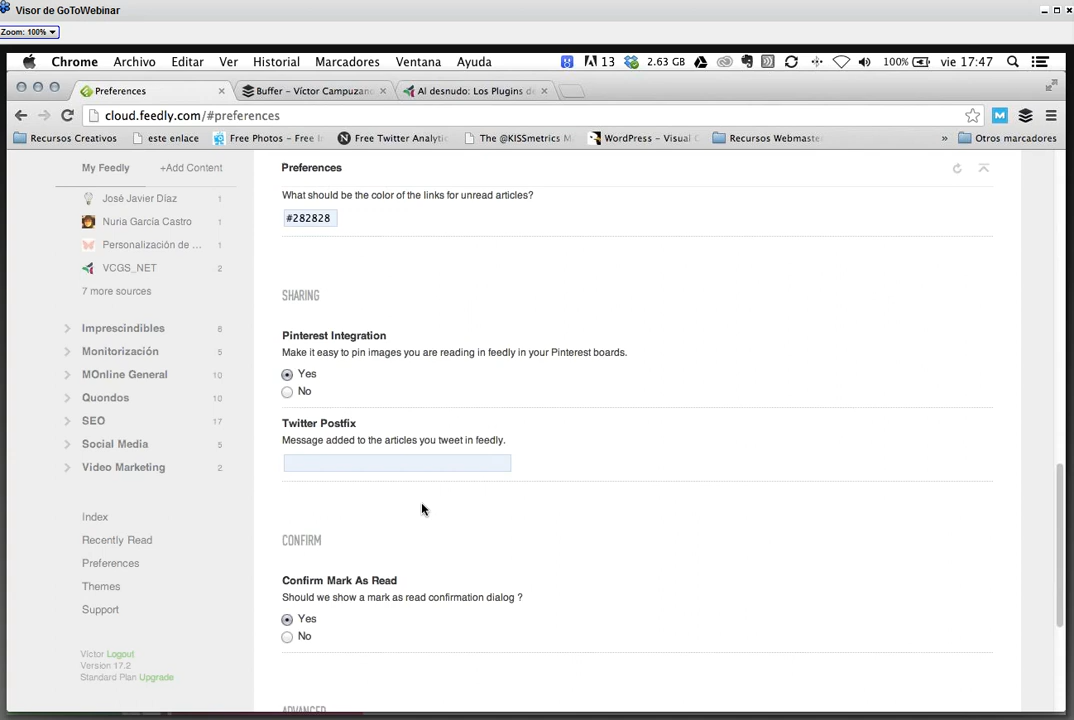 Visor de GoToWebinar
Zoom: 100%
Chrome Archivo Editar Ver Historial Marcadores Ventana Ayuda 13 2.63 GB 100% vie 17:47
Preferences Buffer – Víctor Campuzano Al desnudo: Los Plugins de
cloud.feedly.com/#preferences
Recursos Creativos este enlace Free Photos – Free Free Twitter Analytic The @KISSmetrics M WordPress – Visual Recursos Webmaste » Otros marcadores
My Feedly +Add Content
José Javier Díaz 1
Nuria García Castro 1
Personalización de ... 1
VCGS_NET 2
7 more sources
Imprescindibles 6
Monitorización 5
MOnline General 10
Quondos 10
SEO 17
Social Media 5
Video Marketing 2
Index
Recently Read
Preferences
Themes
Support
Víctor Logout
Version 17.2
Standard Plan Upgrade
Preferences
What should be the color of the links for unread articles?
#282828
SHARING
Pinterest Integration
Make it easy to pin images you are reading in feedly in your Pinterest boards.
Yes
No
Twitter Postfix
Message added to the articles you tweet in feedly.
CONFIRM
Confirm Mark As Read
Should we show a mark as read confirmation dialog ?
Yes
No
ADVANCED